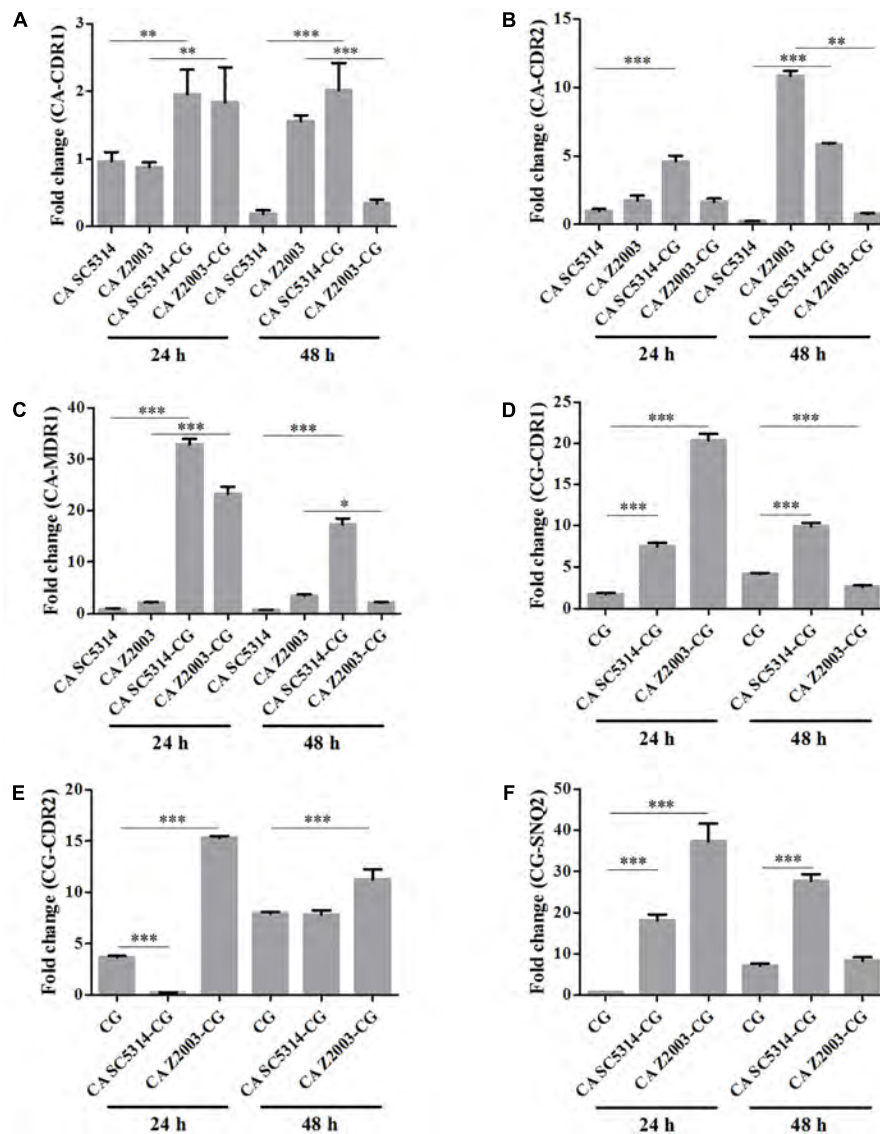 A
Fold change (CA-CDR1)
3
2
1
0
**
**
***
***
CA SC5314
CA Z2003
CA SC5314-CG
CA Z2003-CG
CA SC5314
CA Z2003
CA SC5314-CG
CA Z2003-CG
24 h
48 h
B
Fold change (CA-CDR2)
15
10
5
0
***
**
***
CA SC5314
CA Z2003
CA SC5314-CG
CA Z2003-CG
CA SC5314
CA Z2003
CA SC5314-CG
CA Z2003-CG
24 h
48 h
C
Fold change (CA-MDR1)
40
30
20
10
0
***
***
***
*
CA SC5314
CA Z2003
CA SC5314-CG
CA Z2003-CG
CA SC5314
CA Z2003
CA SC5314-CG
CA Z2003-CG
24 h
48 h
D
Fold change (CG-CDR1)
25
20
15
10
5
0
***
***
***
***
CG
CA SC5314-CG
CA Z2003-CG
CG
CA SC5314-CG
CA Z2003-CG
24 h
48 h
E
Fold change (CG-CDR2)
20
15
10
5
0
***
***
***
CG
CA SC5314-CG
CA Z2003-CG
CG
CA SC5314-CG
CA Z2003-CG
24 h
48 h
F
Fold change (CG-SNQ2)
50
40
30
20
10
0
***
***
***
CG
CA SC5314-CG
CA Z2003-CG
CG
CA SC5314-CG
CA Z2003-CG
24 h
48 h